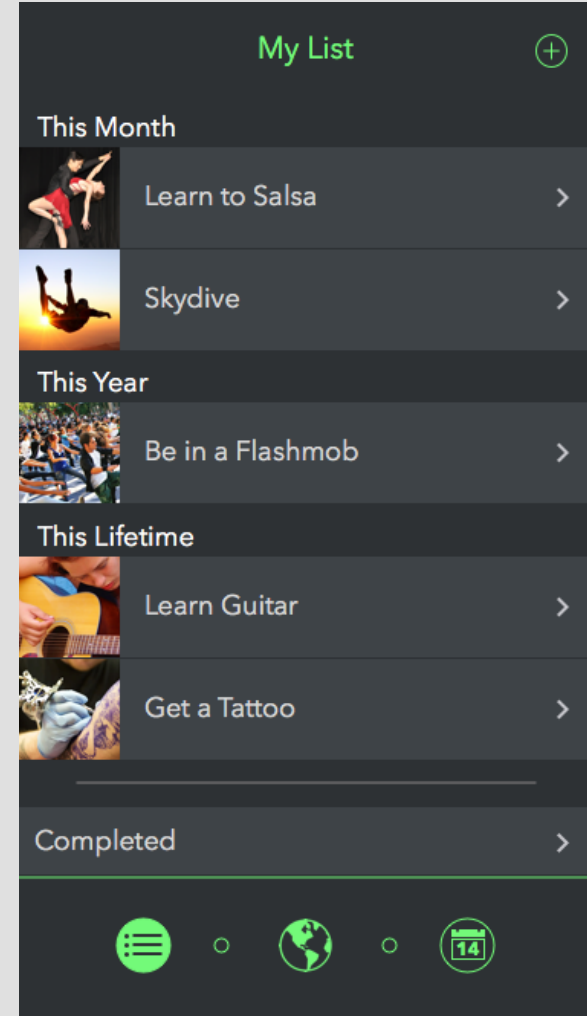 My List
This Month
Learn to Salsa
Skydive
This Year
Be in a Flashmob
This Lifetime
Learn Guitar
Get a Tattoo
Completed
14